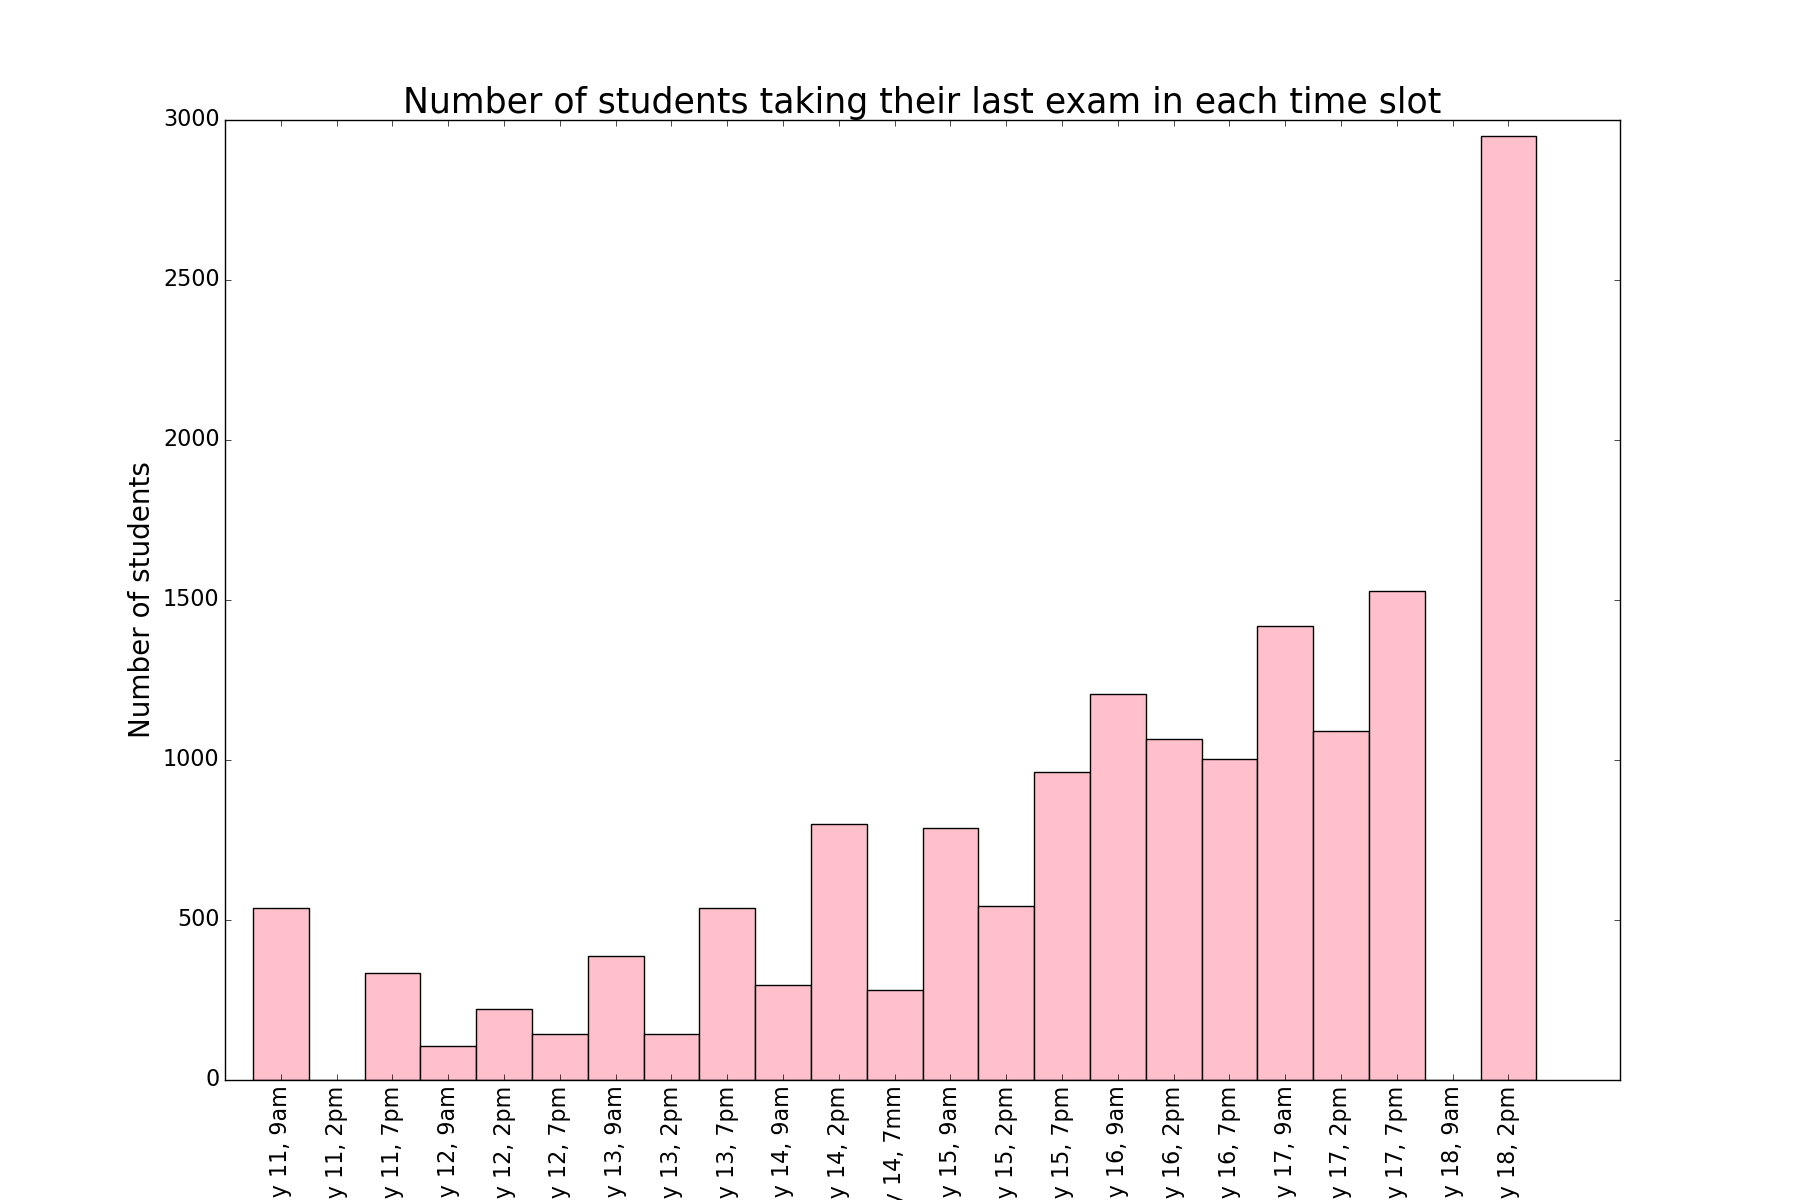 Number of students taking their last exam in each time slot
3000
2500
2000
1500
1000
500
0
Number of students
y 11, 9am
y 11, 2pm
y 11, 7pm
y 12, 9am
y 12, 2pm
y 12, 7pm
y 13, 9am
y 13, 2pm
y 13, 7pm
y 14, 9am
y 14, 2pm
y 14, 7mm
y 15, 9am
y 15, 2pm
y 15, 7pm
y 16, 9am
y 16, 2pm
y 16, 7pm
y 17, 9am
y 17, 2pm
y 17, 7pm
y 18, 9am
y 18, 2pm